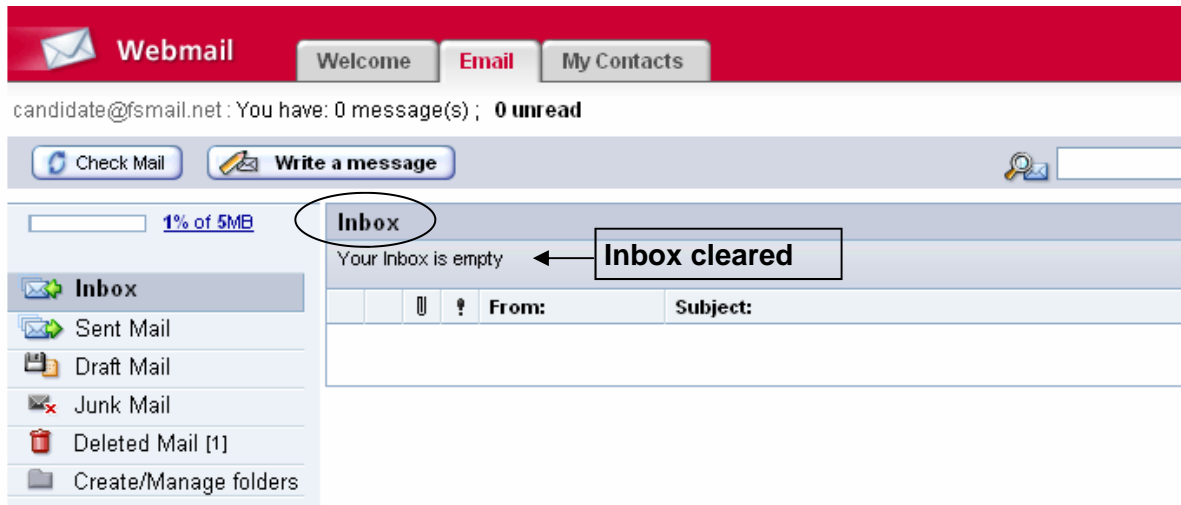 Webmail
Welcome Email My Contacts
candidate@fsmail.net : You have: 0 message(s) ; 0 unread
Check Mail Write a message
1% of 5MB
Inbox
Your Inbox is empty
Inbox cleared
From: Subject:
Inbox
Sent Mail
Draft Mail
Junk Mail
Deleted Mail [1]
Create/Manage folders